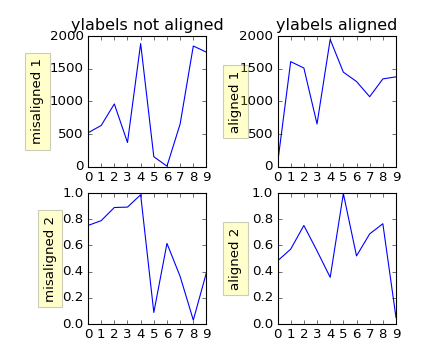 ylabels not aligned
2000
1500
1000
500
0
misaligned 1
0 1 2 3 4 5 6 7 8 9
ylabels aligned
2000
1500
1000
500
0
aligned 1
0 1 2 3 4 5 6 7 8 9
1.0
0.8
0.6
0.4
0.2
0.0
misaligned 2
0 1 2 3 4 5 6 7 8 9
1.0
0.8
0.6
0.4
0.2
0.0
aligned 2
0 1 2 3 4 5 6 7 8 9